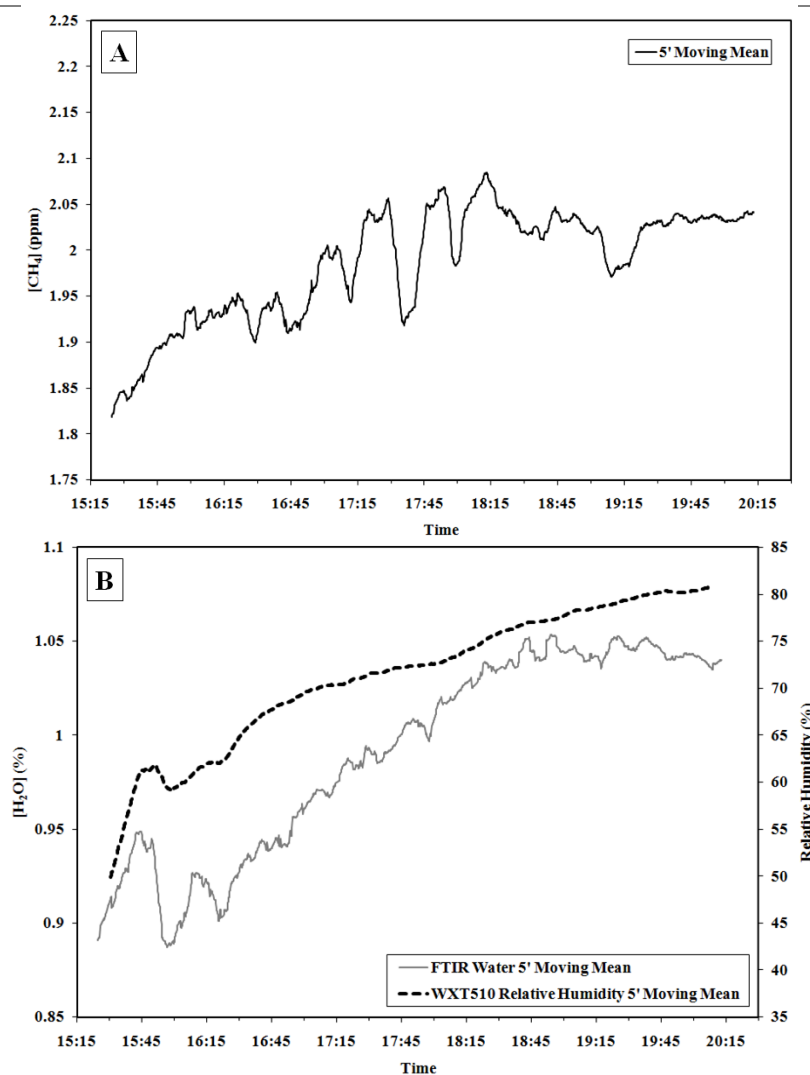 A
5' Moving Mean
[CH₄] (ppm)
2.25
2.2
2.15
2.1
2.05
2
1.95
1.9
1.85
1.8
1.75
15:15 15:45 16:15 16:45 17:15 17:45 18:15 18:45 19:15 19:45 20:15
Time
B
[H₂O] (%)
1.1
1.05
1
0.95
0.9
0.85
85
80
75
70
65
60
55
50
45
40
35
Relative Humidity (%)
FTIR Water 5' Moving Mean
WXT510 Relative Humidity 5' Moving Mean
15:15 15:45 16:15 16:45 17:15 17:45 18:15 18:45 19:15 19:45 20:15
Time